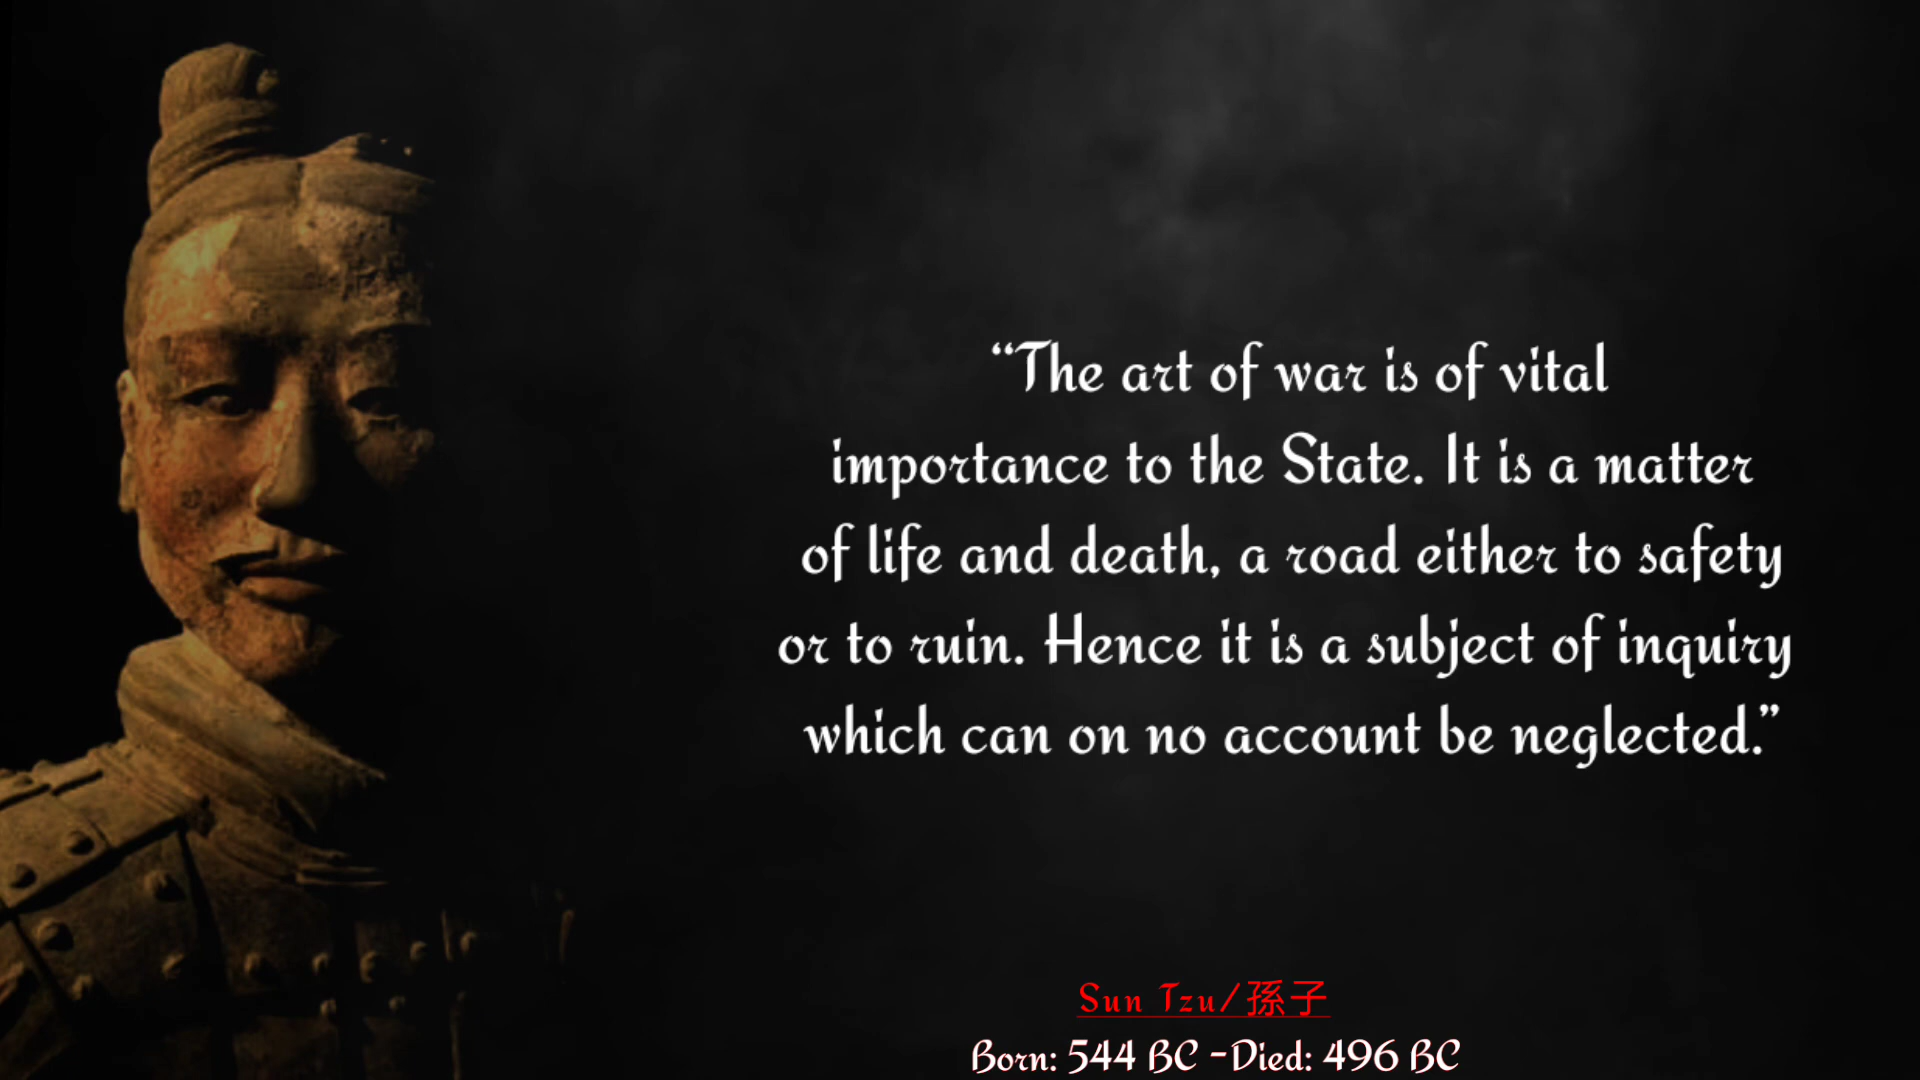 “The art of war is of vital
importance to the State. It is a matter
of life and death, a road either to safety
or to ruin. Hence it is a subject of inquiry
which can on no account be neglected.”
Sun Tzu/孫子
Born: 544 BC -Died: 496 BC